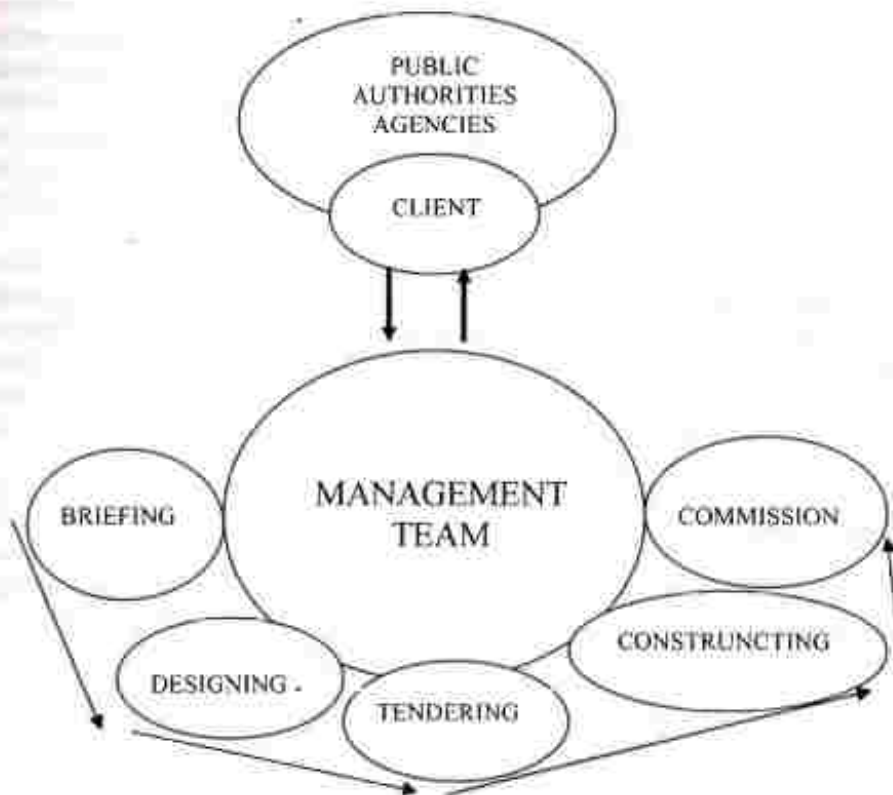 PUBLIC
AUTHORITIES
AGENCIES
CLIENT
MANAGEMENT
TEAM
BRIEFING
COMMISSION
DESIGNING.
CONSTRUNCTING
TENDERING